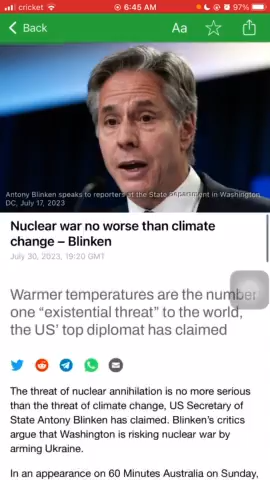 cricket 6:45 AM 97%
Back Aa
Antony Blinken speaks to reporters at the State Department in Washington,
DC, July 17, 2023
Nuclear war no worse than climate
change – Blinken
July 30, 2023, 19:20 GMT
Warmer temperatures are the number
one “existential threat” to the world,
the US’ top diplomat has claimed
The threat of nuclear annihilation is no more serious
than the threat of climate change, US Secretary of
State Antony Blinken has claimed. Blinken’s critics
argue that Washington is risking nuclear war by
arming Ukraine.
In an appearance on 60 Minutes Australia on Sunday,